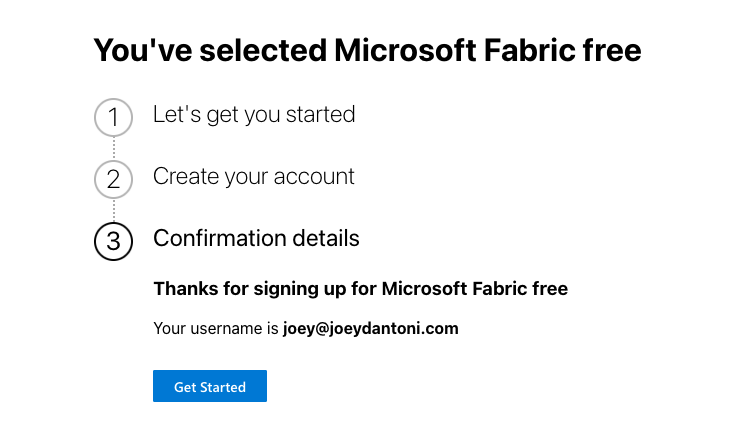 You've selected Microsoft Fabric free
1 Let's get you started
2 Create your account
3 Confirmation details
Thanks for signing up for Microsoft Fabric free
Your username is joey@joeydantoni.com
Get Started